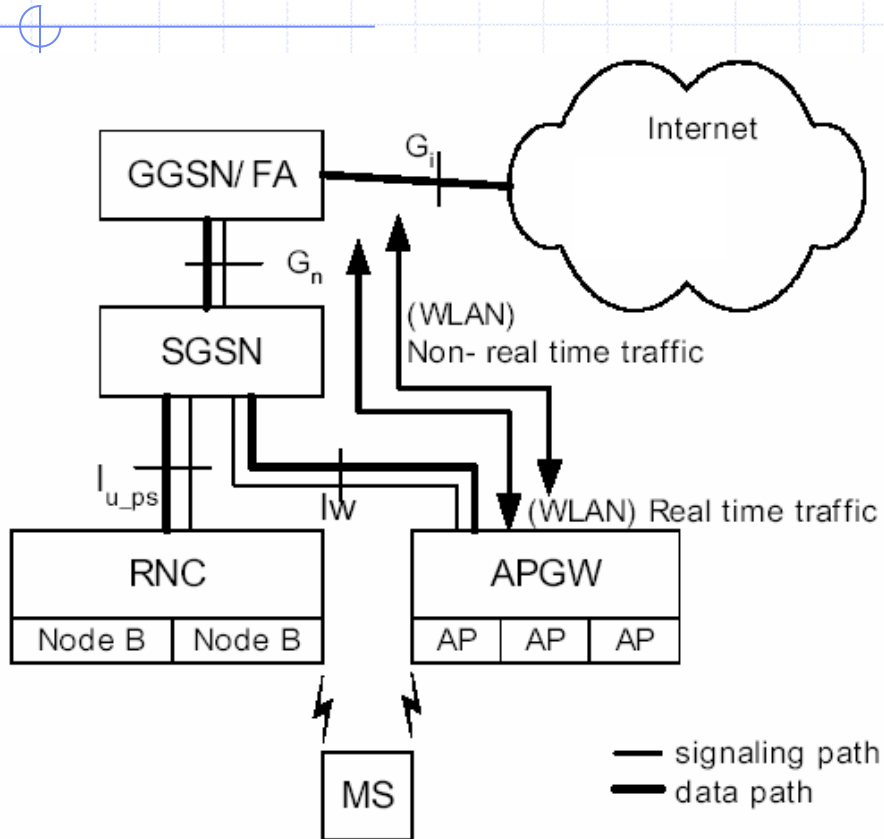 Internet
GGSN/ FA
Gi
Gn
(WLAN)
Non- real time traffic
SGSN
Iu_ps
Iw
(WLAN) Real time traffic
RNC
APGW
Node B
Node B
AP
AP
AP
signaling path
MS
data path